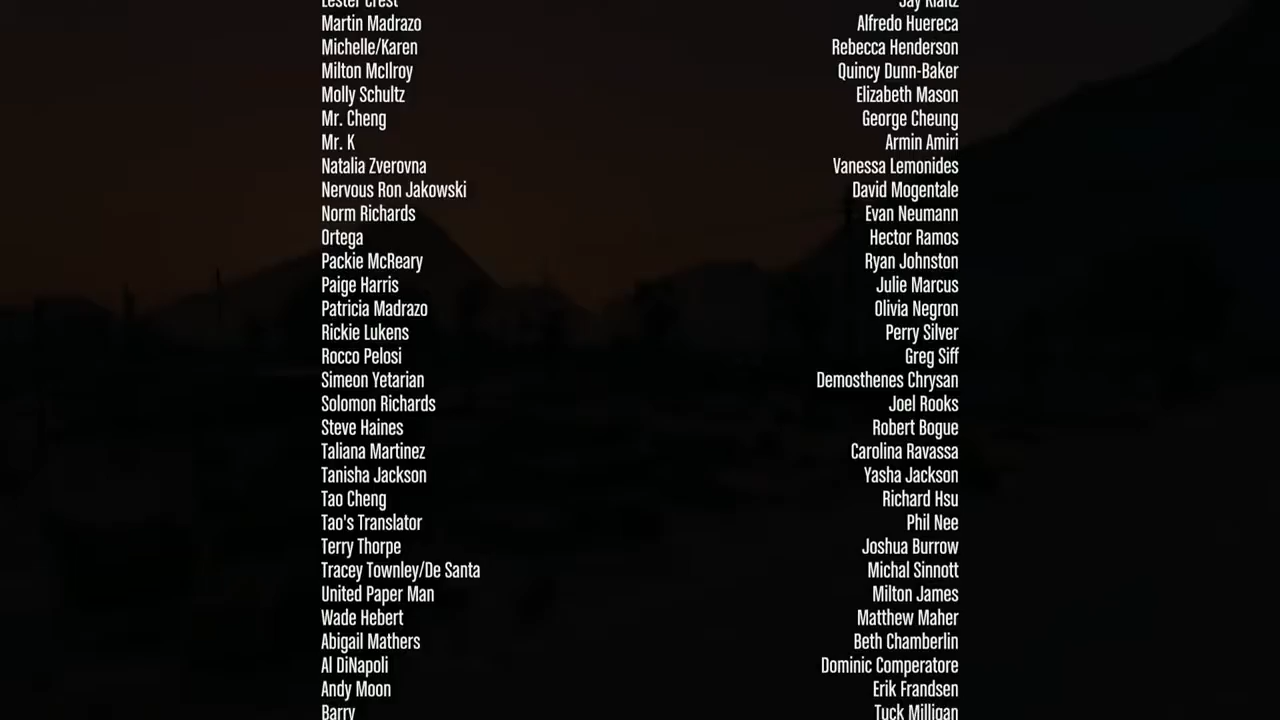 Lester Crest Jay Klaitz
Martin Madrazo Alfredo Huereca
Michelle/Karen Rebecca Henderson
Milton McIlroy Quincy Dunn-Baker
Molly Schultz Elizabeth Mason
Mr. Cheng George Cheung
Mr. K Armin Amiri
Natalia Zverovna Vanessa Lemonides
Nervous Ron Jakowski David Mogentale
Norm Richards Evan Neumann
Ortega Hector Ramos
Packie McReary Ryan Johnston
Paige Harris Julie Marcus
Patricia Madrazo Olivia Negron
Rickie Lukens Perry Silver
Rocco Pelosi Greg Siff
Simeon Yetarian Demosthenes Chrysan
Solomon Richards Joel Rooks
Steve Haines Robert Bogue
Taliana Martinez Carolina Ravassa
Tanisha Jackson Yasha Jackson
Tao Cheng Richard Hsu
Tao's Translator Phil Nee
Terry Thorpe Joshua Burrow
Tracey Townley/De Santa Michal Sinnott
United Paper Man Milton James
Wade Hebert Matthew Maher
Abigail Mathers Beth Chamberlin
Al DiNapoli Dominic Comperatore
Andy Moon Erik Frandsen
Barry Tuck Milligan